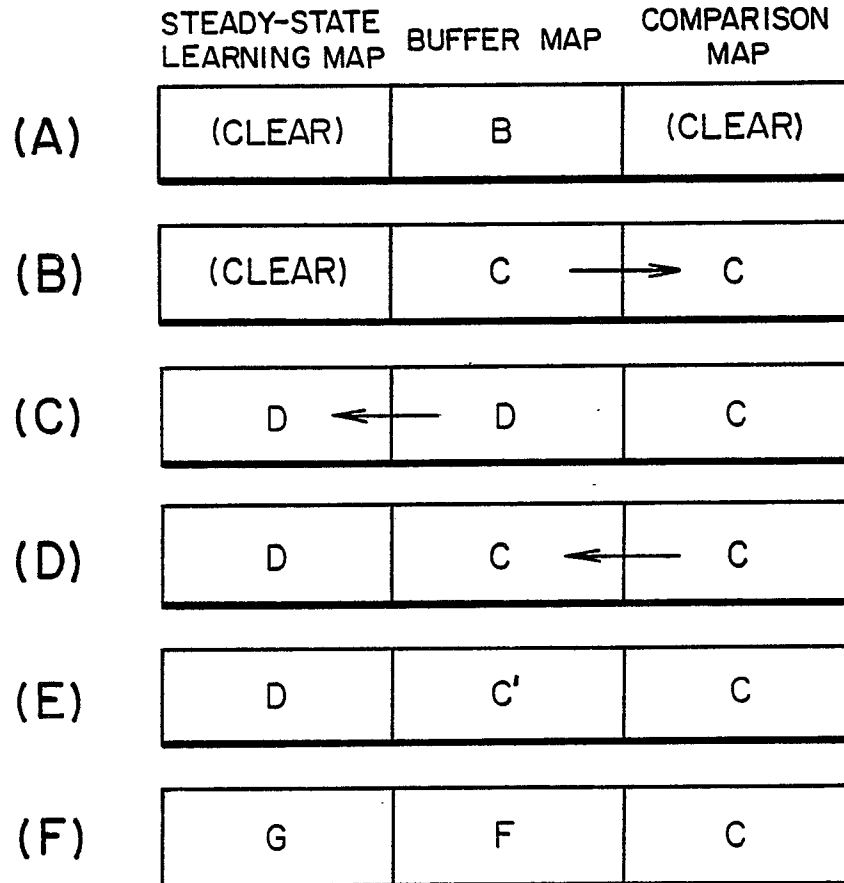 STEADY-STATE LEARNING MAP BUFFER MAP COMPARISON MAP
(A) (CLEAR) B (CLEAR)
(B) (CLEAR) C C
(C) D D C
(D) D C C
(E) D C' C
(F) G F C